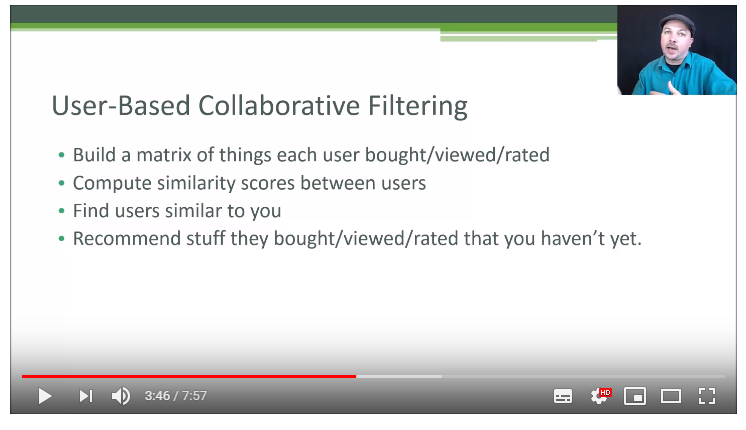 User-Based Collaborative Filtering
• Build a matrix of things each user bought/viewed/rated
• Compute similarity scores between users
• Find users similar to you
• Recommend stuff they bought/viewed/rated that you haven't yet.
3:46 / 7:57
HD